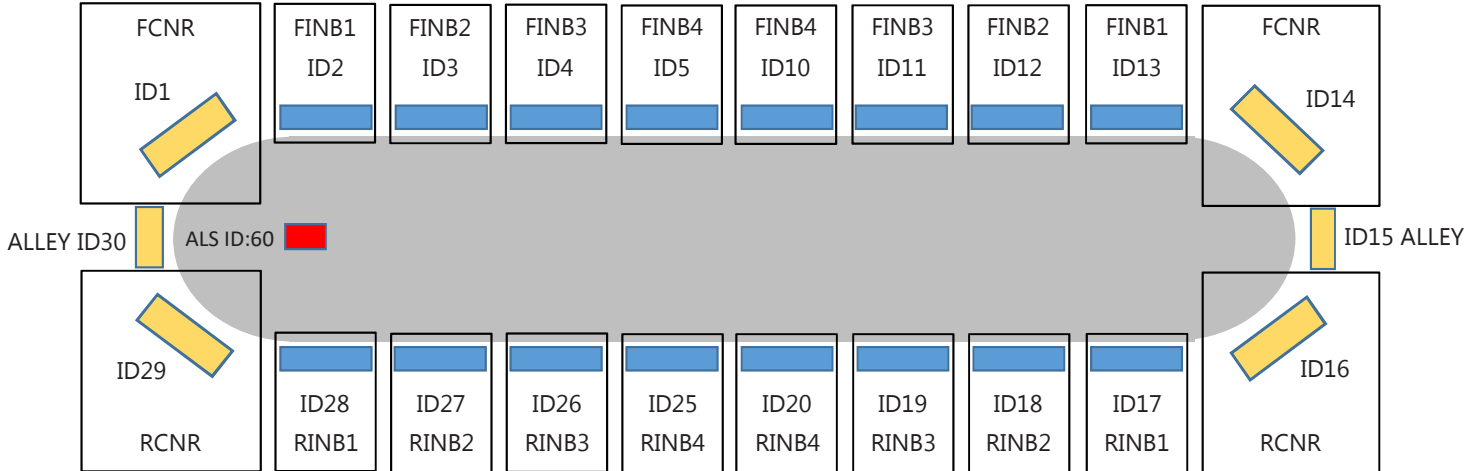 FCNR
FINB1
FINB2
FINB3
FINB4
FINB4
FINB3
FINB2
FINB1
FCNR
ID1
ID2
ID3
ID4
ID5
ID10
ID11
ID12
ID13
ID14
ALLEY ID30
ALS ID:60
ID15 ALLEY
ID29
ID28
ID27
ID26
ID25
ID20
ID19
ID18
ID17
ID16
RCNR
RINB1
RINB2
RINB3
RINB4
RINB4
RINB3
RINB2
RINB1
RCNR